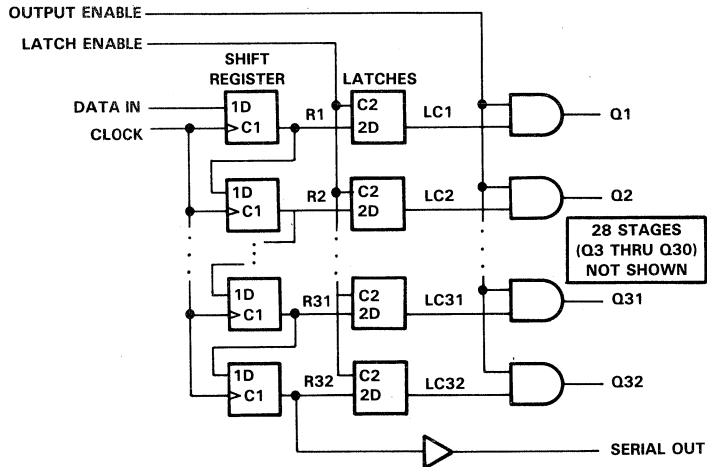 OUTPUT ENABLE
LATCH ENABLE
SHIFT
REGISTER
LATCHES
DATA IN
CLOCK
1D
C1
R1
C2
2D
LC1
Q1
1D
C1
R2
C2
2D
LC2
Q2
28 STAGES
(Q3 THRU Q30)
NOT SHOWN
1D
C1
R31
C2
2D
LC31
Q31
1D
C1
R32
C2
2D
LC32
Q32
SERIAL OUT